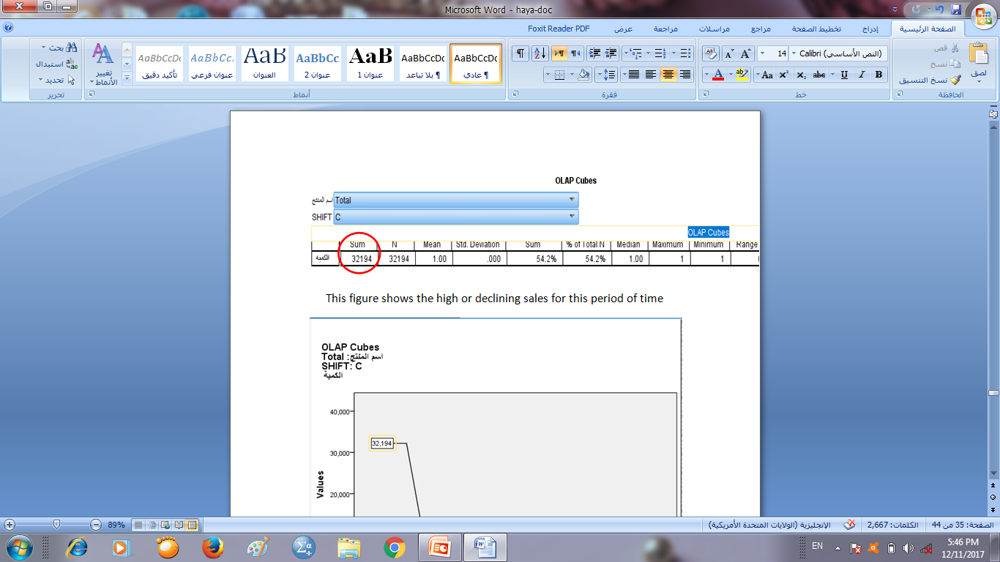 Microsoft Word - haya-doc
الصفحة الرئيسية
إدراج
تخطيط الصفحة
مراجع
مراسلات
مراجعة
عرض
Foxit Reader PDF
لصق
قص
نسخ
نسخ التنسيق
الحافظة
Calibri (النص الأساسي)
14
خط
فقرة
AaBbCcDc
¶ عادي
AaBbCcDc
¶ بلا تباعد
AaB
عنوان 1
AaBbCc
عنوان 2
AaB
العنوان
AaBbCc.
عنوان فرعي
AaBbCcDc
تأكيد دقيق
تغيير الأنماط
أنماط
بحث
استبدال
تحديد
تحرير
OLAP Cubes
اسم المنتج Total
SHIFT C
OLAP Cubes
Sum N Mean Std. Deviation Sum % of Total N Median Maximum Minimum Range
الكمية 32194 32194 1.00 .000 54.2% 54.2% 1.00 1 1
This figure shows the high or declining sales for this period of time
OLAP Cubes
اسم المنتج: Total
SHIFT: C
الكمية
40,000
32,194
30,000
Values
20,000
الصفحة: 35 من 44
الكلمات: 2,667
الإنجليزية (الولايات المتحدة الأمريكية)
89%
EN
5:46 PM
12/11/2017